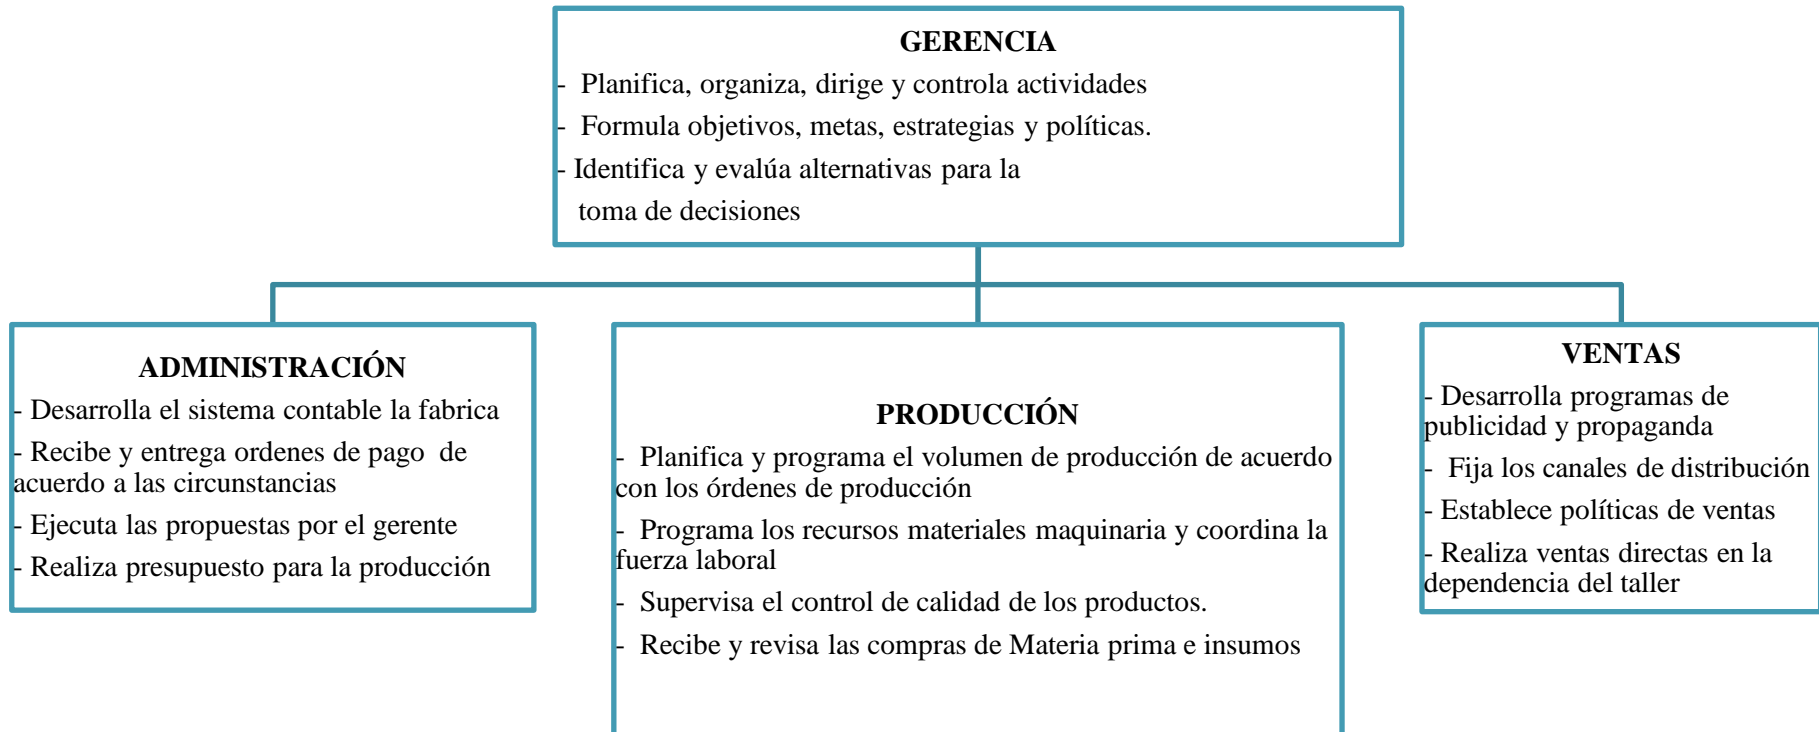 GERENCIA
- Planifica, organiza, dirige y controla actividades
- Formula objetivos, metas, estrategias y políticas.
- Identifica y evalúa alternativas para la
toma de decisiones
ADMINISTRACIÓN
- Desarrolla el sistema contable la fabrica
- Recibe y entrega ordenes de pago de
acuerdo a las circunstancias
- Ejecuta las propuestas por el gerente
- Realiza presupuesto para la producción
PRODUCCIÓN
- Planifica y programa el volumen de producción de acuerdo
con los órdenes de producción
- Programa los recursos materiales maquinaria y coordina la
fuerza laboral
- Supervisa el control de calidad de los productos.
- Recibe y revisa las compras de Materia prima e insumos
VENTAS
- Desarrolla programas de
publicidad y propaganda
- Fija los canales de distribución
- Establece políticas de ventas
- Realiza ventas directas en la
dependencia del taller